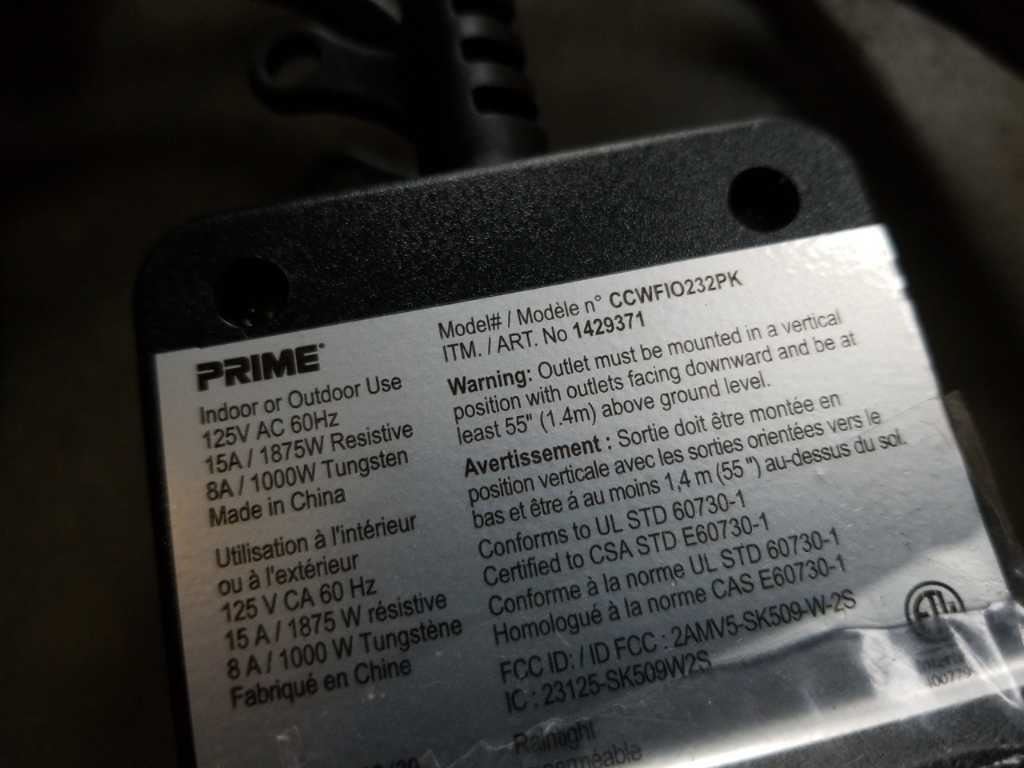 PRIME
Indoor or Outdoor Use
125V AC 60Hz
15A / 1875W Resistive
8A / 1000W Tungsten
Made in China
Utilisation à l'intérieur
ou à l'extérieur
125 V CA 60 Hz
15 A / 1875 W résistive
8 A / 1000 W Tungstène
Fabriqué en Chine
Model# / Modèle n° CCWFIO232PK
ITM. / ART. No 1429371
Warning: Outlet must be mounted in a vertical
position with outlets facing downward and be at
least 55" (1.4m) above ground level.
Avertissement : Sortie doit être montée en
position verticale avec les sorties orientées vers le
bas et être á au moins 1,4 m (55 ") au-dessus du sol.
Conforms to UL STD 60730-1
Certified to CSA STD E60730-1
Conforme à la norme UL STD 60730-1
Homologué à la norme CAS E60730-1
FCC ID: / ID FCC : 2AMV5-SK509-W-2S
IC : 23125-SK509W2S
Raintight